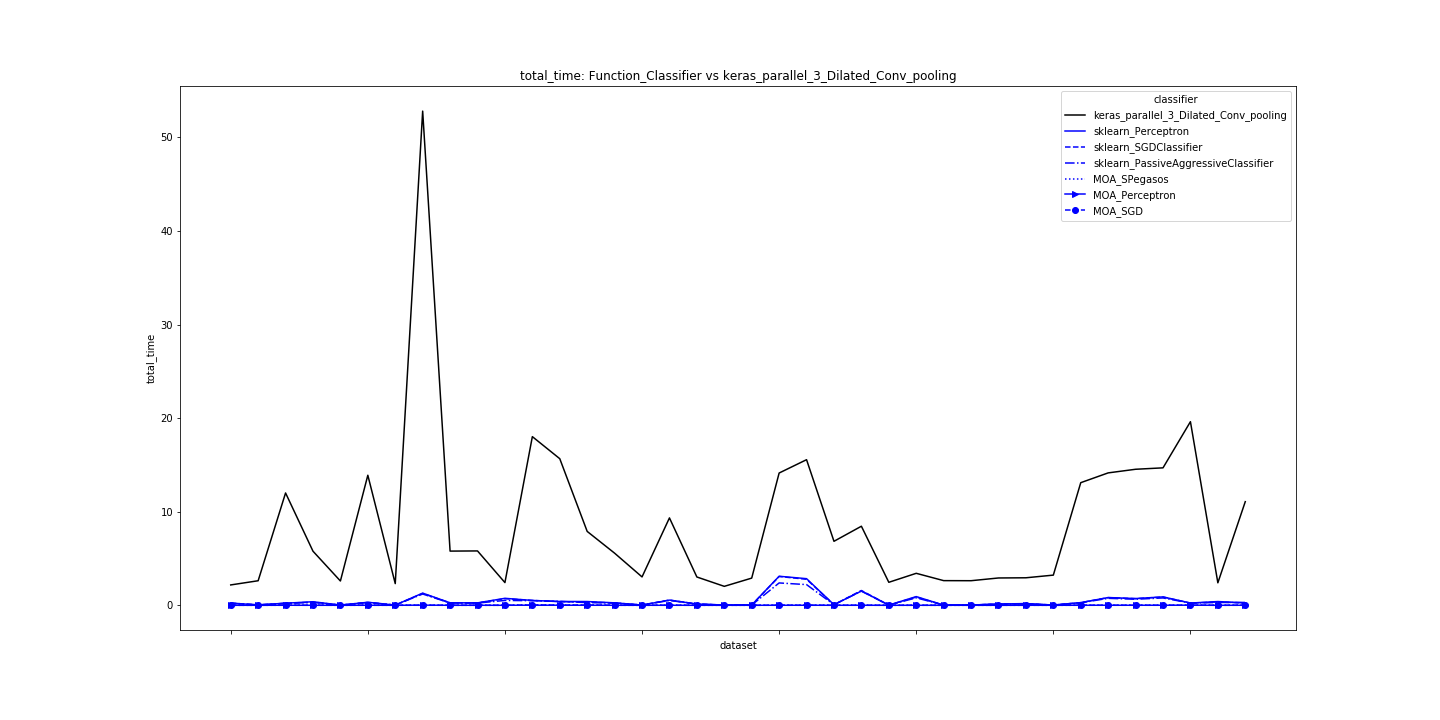 total_time: Function_Classifier vs keras_parallel_3_Dilated_Conv_pooling
classifier
keras_parallel_3_Dilated_Conv_pooling
sklearn_Perceptron
sklearn_SGDClassifier
sklearn_PassiveAggressiveClassifier
MOA_SPegasos
MOA_Perceptron
MOA_SGD
50
40
30
20
10
0
total_time
dataset